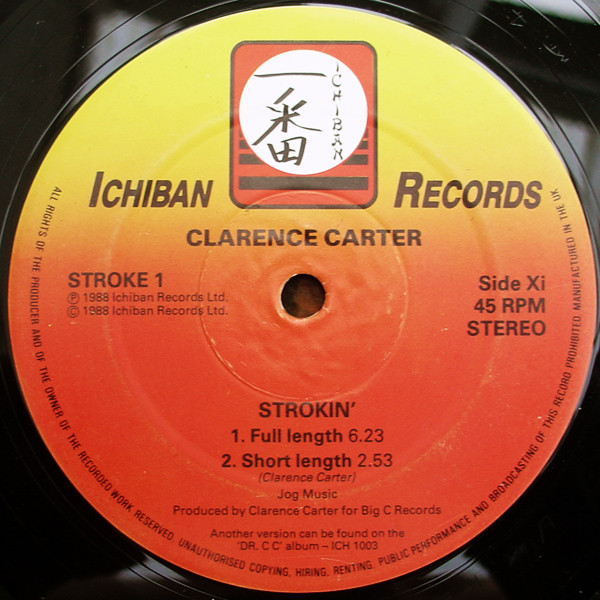 一番
ICHIBAN
ICHIBAN RECORDS
CLARENCE CARTER
STROKE 1
Ⓟ 1988 Ichiban Records Ltd.
© 1988 Ichiban Records Ltd.
Side Xi
45 RPM
STEREO
STROKIN'
1. Full length 6.23
2. Short length 2.53
(Clarence Carter)
Jog Music
Produced by Clarence Carter for Big C Records
Another version can be found on the
'DR. C C' album – ICH 1003
ALL RIGHTS OF THE PRODUCER AND OF THE OWNER OF THE RECORDED WORK RESERVED. UNAUTHORISED COPYING, HIRING, RENTING, PUBLIC PERFORMANCE AND BROADCASTING OF THIS RECORD PROHIBITED. MANUFACTURED IN THE UK.